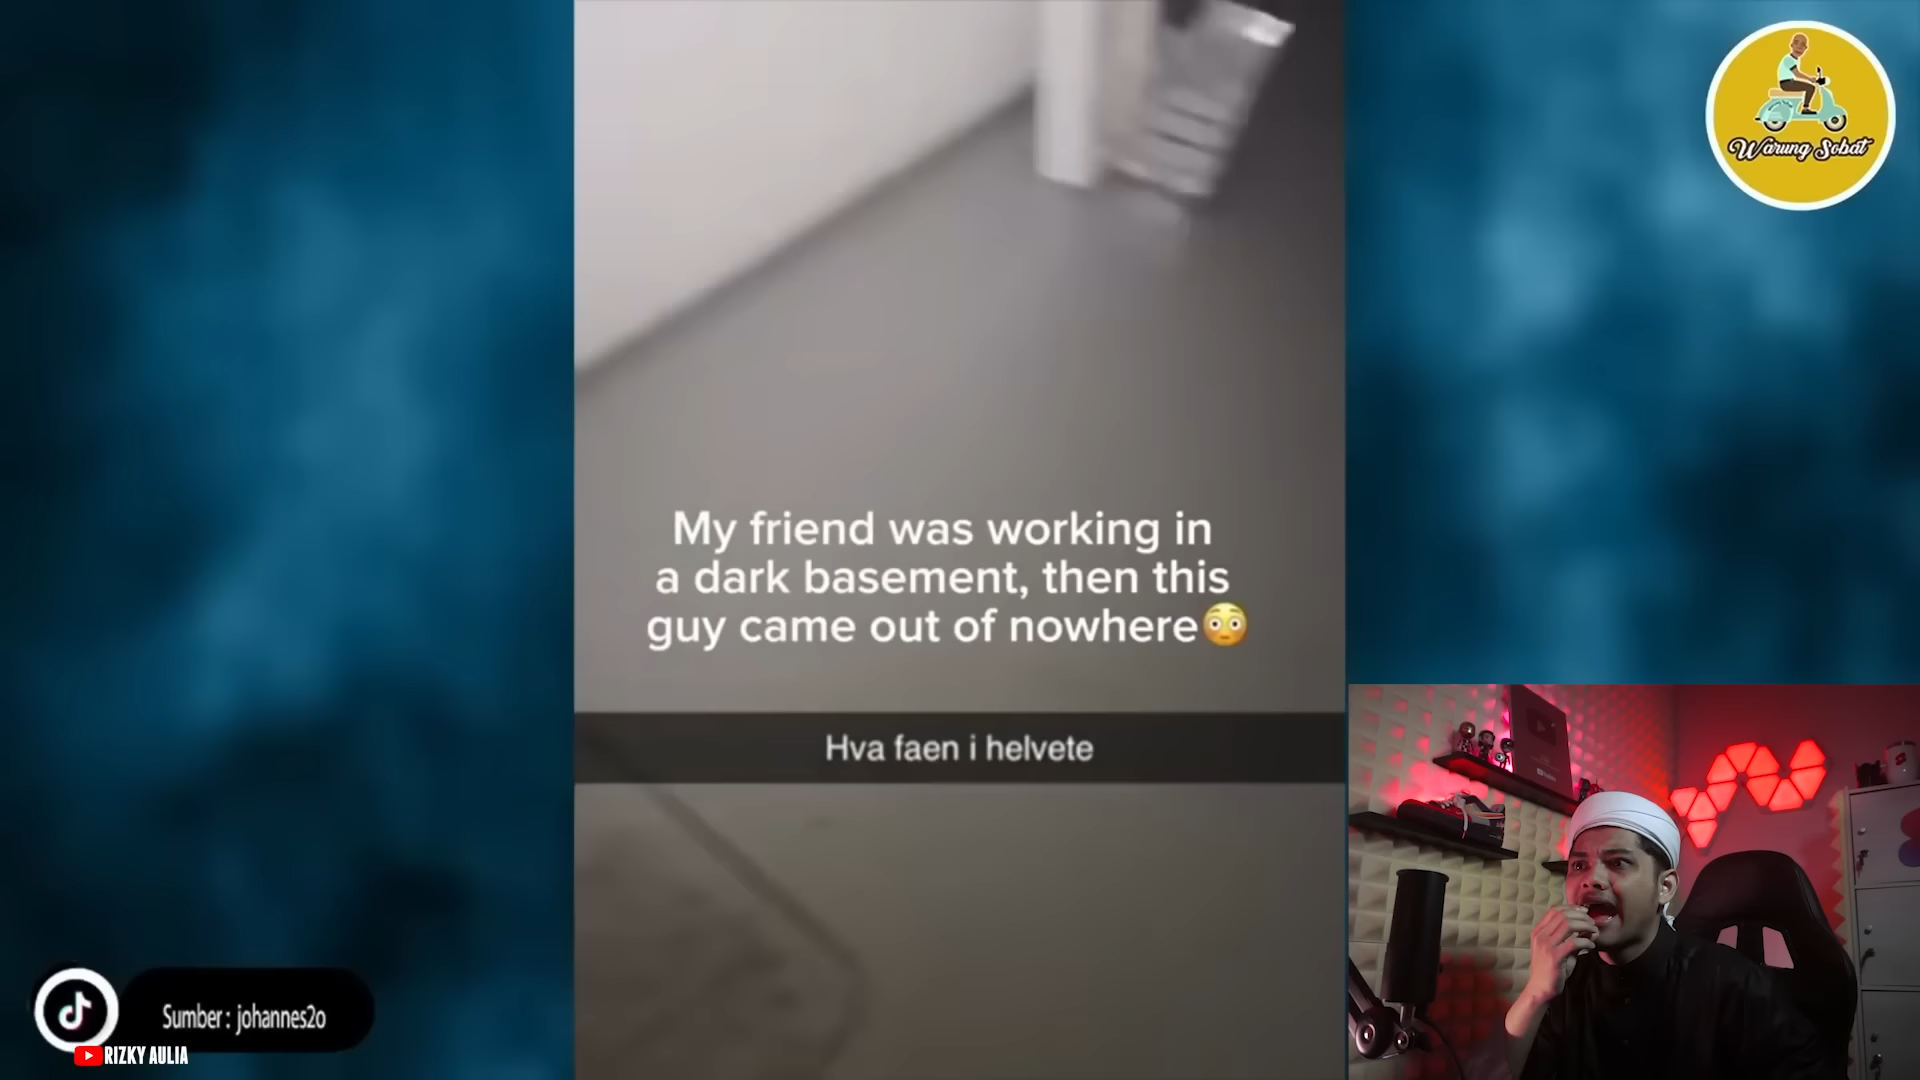 Warung Sobat
My friend was working in
a dark basement, then this
guy came out of nowhere😳
Hva faen i helvete
Sumber : johannes2o
RIZKY AULIA